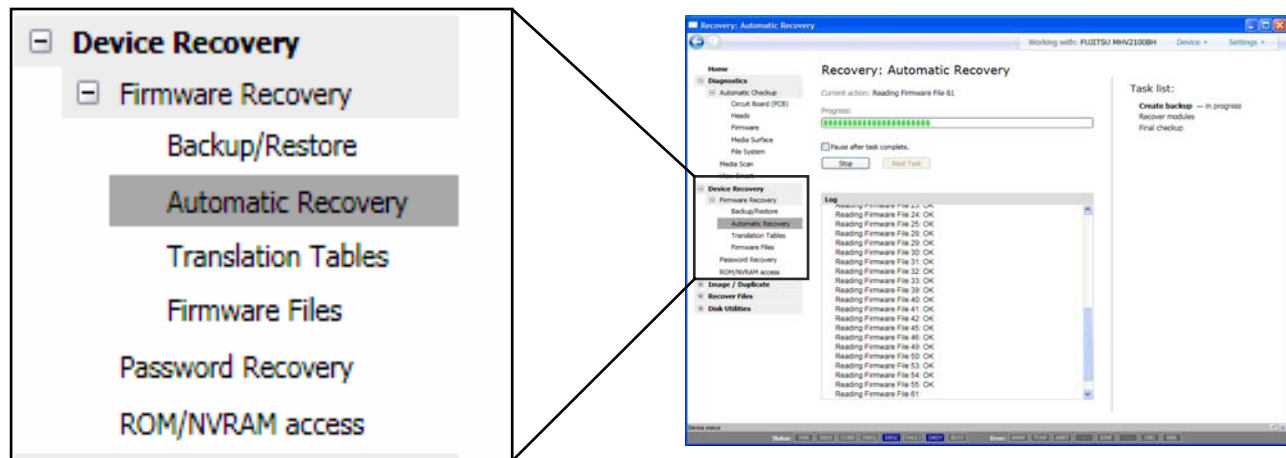 Device Recovery
Firmware Recovery
Backup/Restore
Automatic Recovery
Translation Tables
Firmware Files
Password Recovery
ROM/NVRAM access
Recovery: Automatic Recovery
Working with: FUJITSU MHV2100BH Device Settings
Home
Diagnostics
Automatic Checkup
Circuit Board (PCB)
Heads
Firmware
Media Surface
File System
Media Scan
Device Recovery
Firmware Recovery
Backup/Restore
Automatic Recovery
Translation Tables
Firmware Files
Password Recovery
ROM/NVRAM access
Image / Duplicate
Recover Files
Disk Utilities
Recovery: Automatic Recovery
Current action: Reading Firmware File 61
Progress:
Pause after task complete.
Stop Next Task
Log
Reading Firmware File 23: OK
Reading Firmware File 24: OK
Reading Firmware File 25: OK
Reading Firmware File 28: OK
Reading Firmware File 29: OK
Reading Firmware File 30: OK
Reading Firmware File 31: OK
Reading Firmware File 32: OK
Reading Firmware File 33: OK
Reading Firmware File 39: OK
Reading Firmware File 40: OK
Reading Firmware File 41: OK
Reading Firmware File 42: OK
Reading Firmware File 45: OK
Reading Firmware File 46: OK
Reading Firmware File 49: OK
Reading Firmware File 50: OK
Reading Firmware File 53: OK
Reading Firmware File 54: OK
Reading Firmware File 55: OK
Reading Firmware File 61:
Task list:
Create backup — in progress
Recover modules
Final checkup
Device status
Status: DRSC FAULT DRDY BUSY Error: